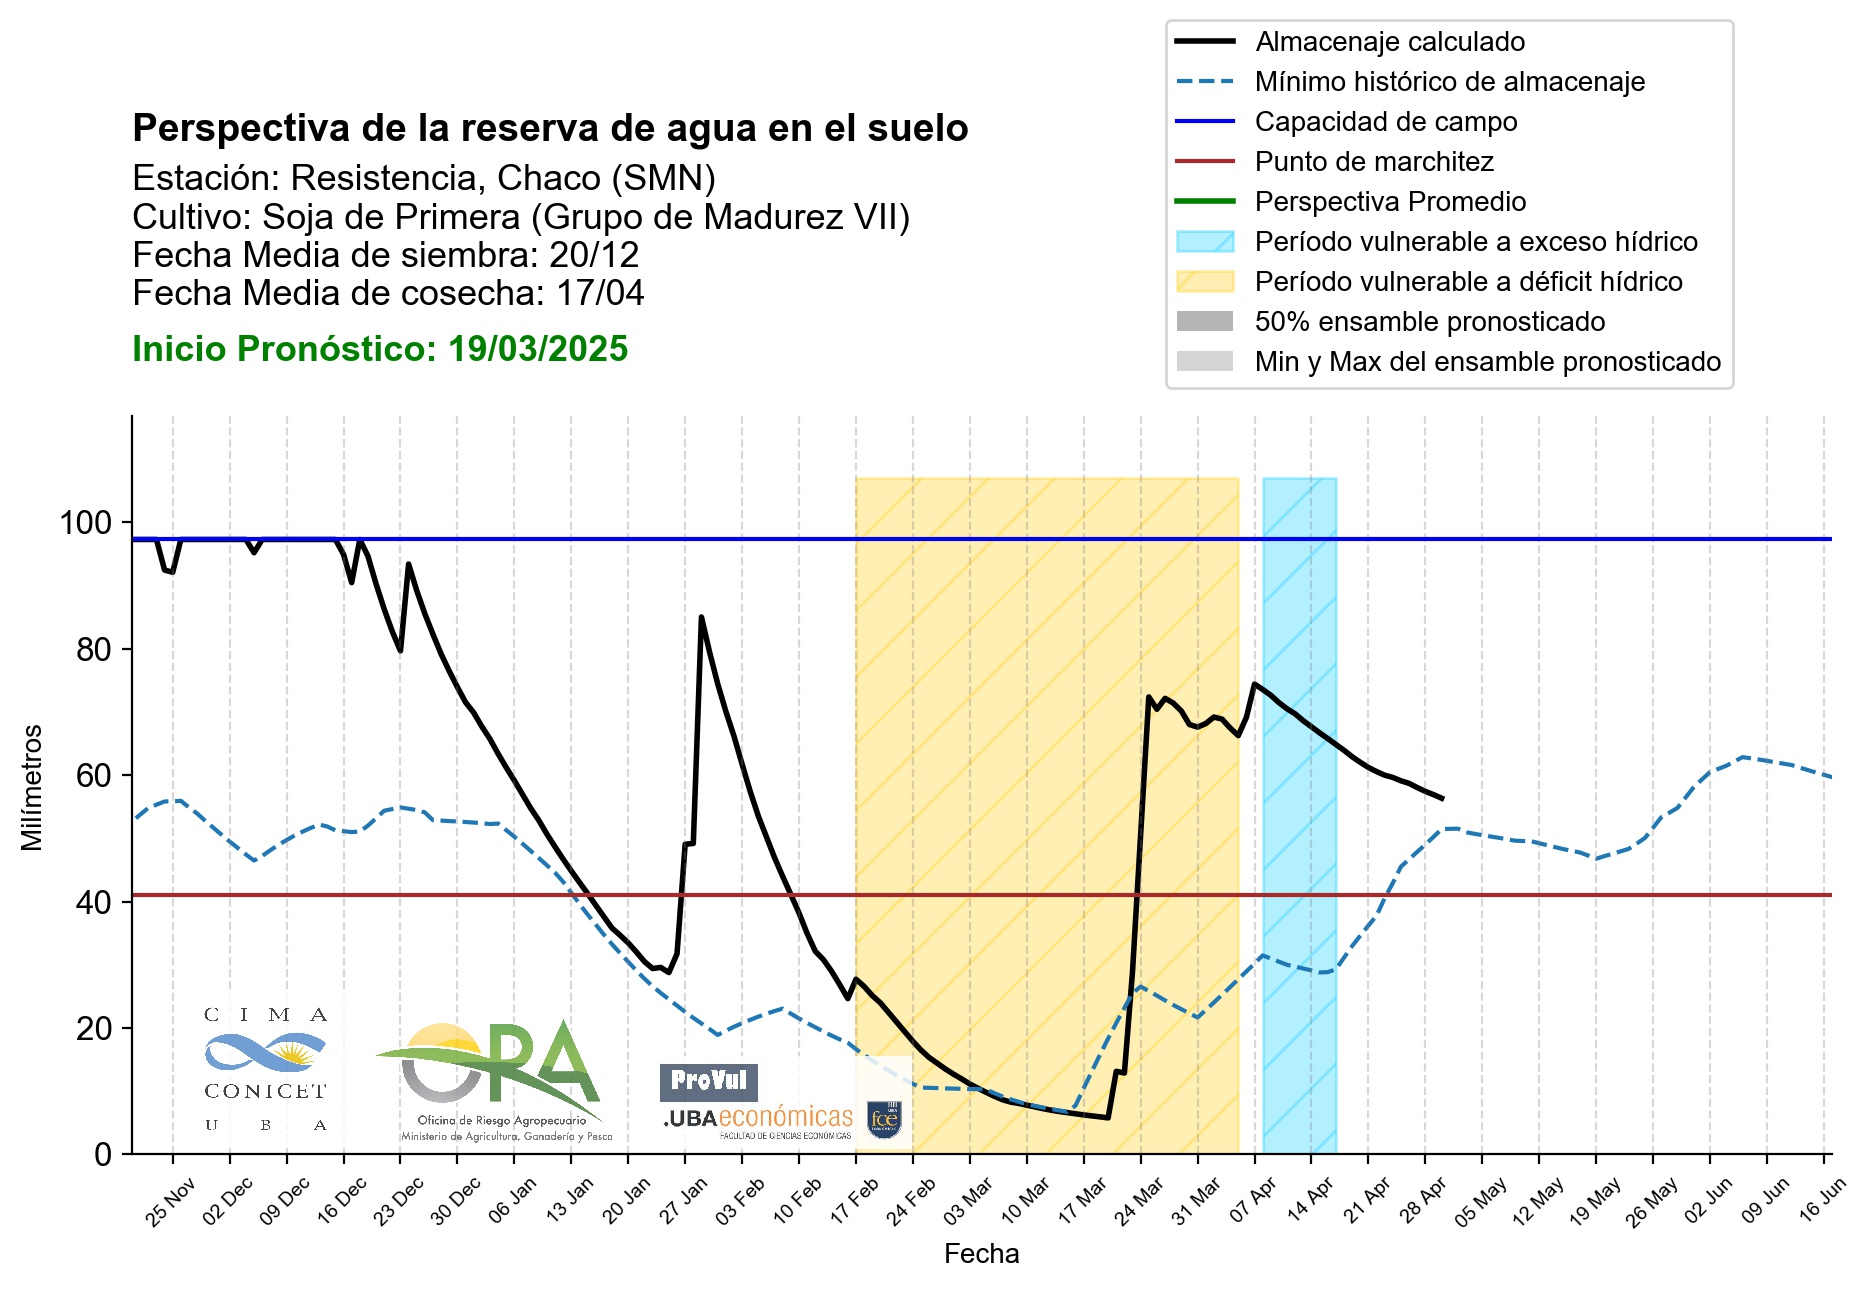 Almacenaje calculado
Mínimo histórico de almacenaje
Capacidad de campo
Punto de marchitez
Perspectiva Promedio
Período vulnerable a exceso hídrico
Período vulnerable a déficit hídrico
50% ensamble pronosticado
Min y Max del ensamble pronosticado
Perspectiva de la reserva de agua en el suelo
Estación: Resistencia, Chaco (SMN)
Cultivo: Soja de Primera (Grupo de Madurez VII)
Fecha Media de siembra: 20/12
Fecha Media de cosecha: 17/04
Inicio Pronóstico: 19/03/2025
Milímetros
100
80
60
40
20
0
CIMA
CONICET
UBA
ORA
Oficina de Riesgo Agropecuario
Ministerio de Agricultura, Ganadería y Pesca
ProVul
.UBAeconómicas
FACULTAD DE CIENCIAS ECONÓMICAS
fce
25 Nov
02 Dec
09 Dec
16 Dec
23 Dec
30 Dec
06 Jan
13 Jan
20 Jan
27 Jan
03 Feb
10 Feb
17 Feb
24 Feb
03 Mar
10 Mar
17 Mar
24 Mar
31 Mar
07 Apr
14 Apr
21 Apr
28 Apr
05 May
12 May
19 May
26 May
02 Jun
09 Jun
16 Jun
Fecha